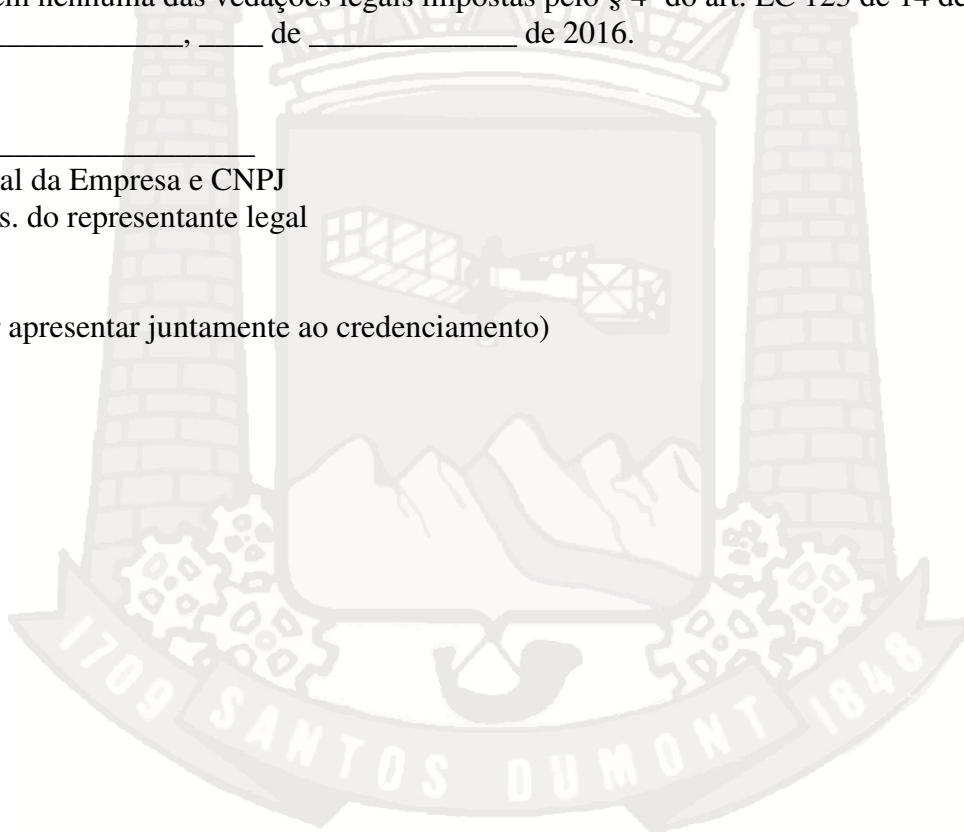 em nenhuma das vedações legais impostas pelo § 4º do art. LC 123 de 14 de
____________, ____ de _____________ de 2016.
________________
al da Empresa e CNPJ
s. do representante legal
apresentar juntamente ao credenciamento)
1709 SANTOS DUMONT 1848